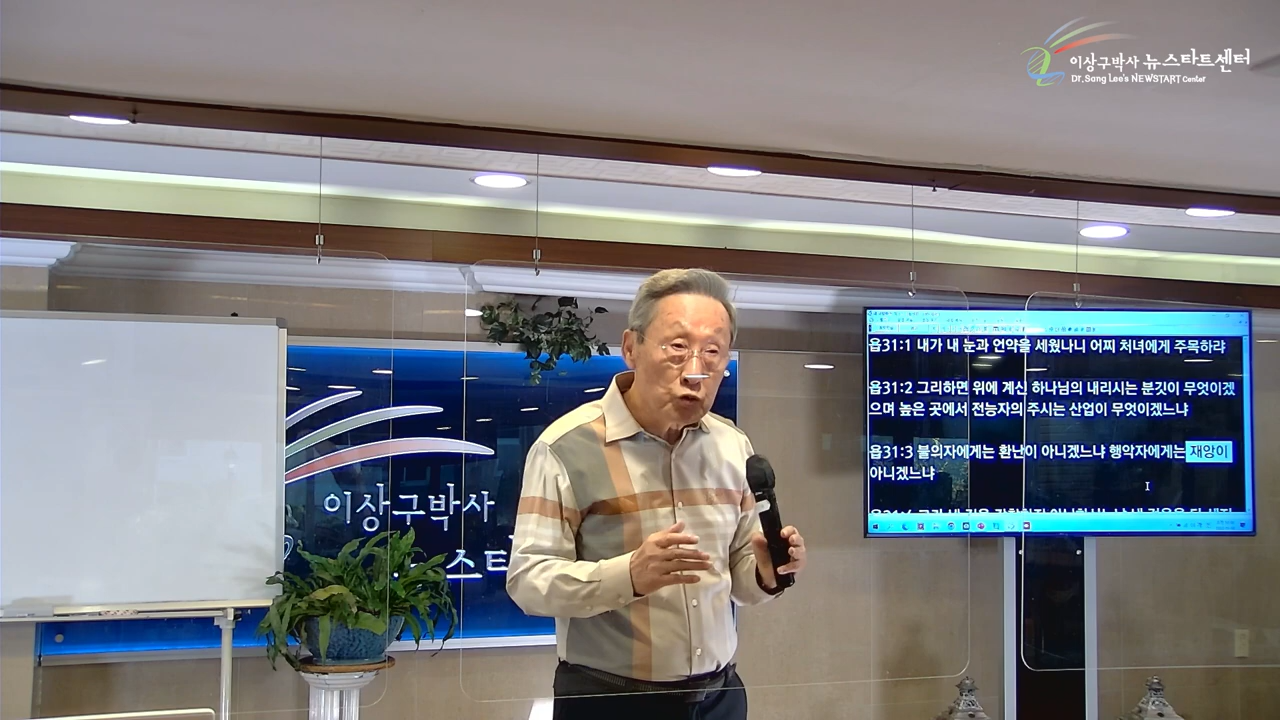 이상구박사 뉴스타트센터
Dr. Sang Lee's NEWSTART Center
이상구박사
스타
욥31:1 내가 내 눈과 언약을 세웠나니 어찌 처녀에게 주목하랴
욥31:2 그리하면 위에 계신 하나님의 내리시는 분깃이 무엇이겠
으며 높은 곳에서 전능자의 주시는 산업이 무엇이겠느냐
욥31:3 불의자에게는 환난이 아니겠느냐 행악자에게는 재앙이
아니겠느냐